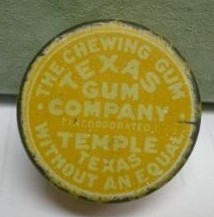 THE CHEWING GUM
TEXAS
GUM
COMPANY
(INCORPORATED)
TEMPLE
TEXAS
WITHOUT AN EQUAL